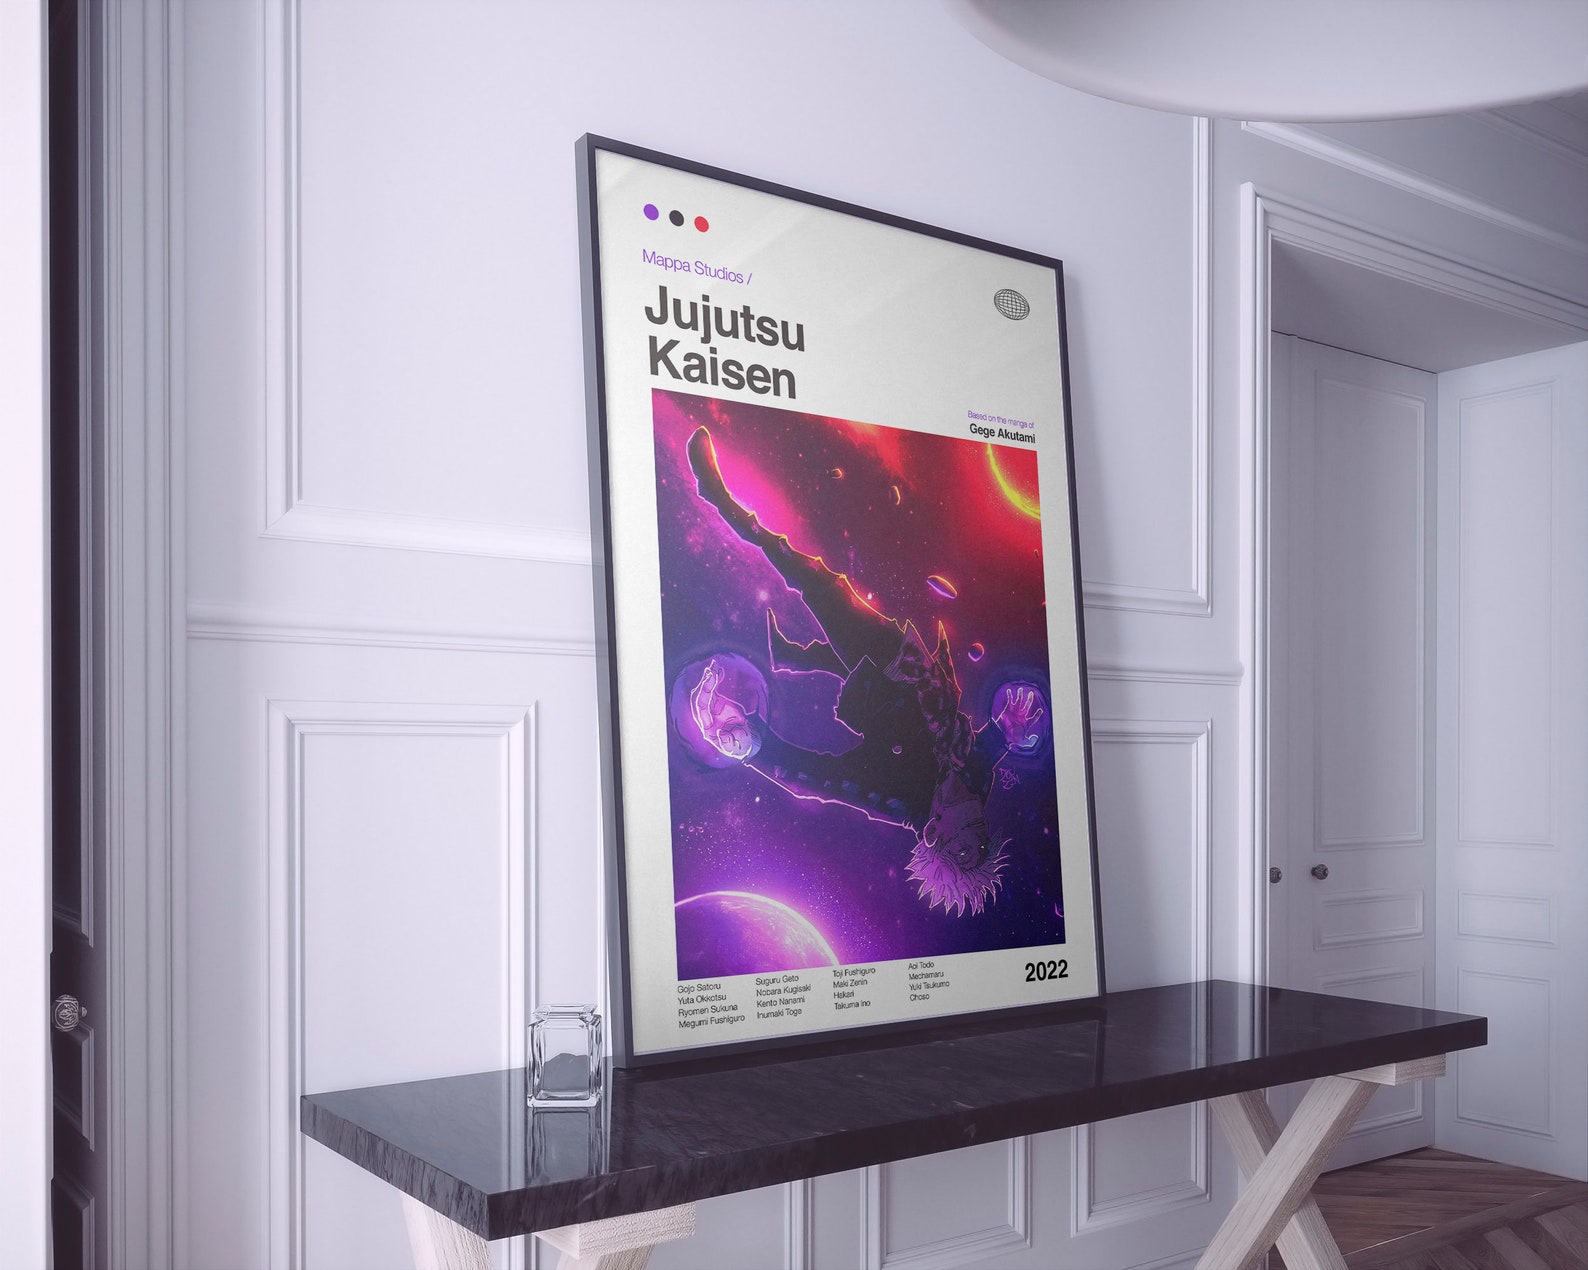 Mappa Studios /
Jujutsu
Kaisen
Based on the manga of
Gege Akutami
Gojo Satoru
Yuta Okkotsu
Ryomen Sukuna
Megumi Fushiguro
Suguru Geto
Nobara Kugisaki
Kento Nanami
Inumaki Toge
Toji Fushiguro
Maki Zenin
Hakari
Takuma Ino
Aoi Todo
Mechamaru
Yuki Tsukumo
Choso
2022